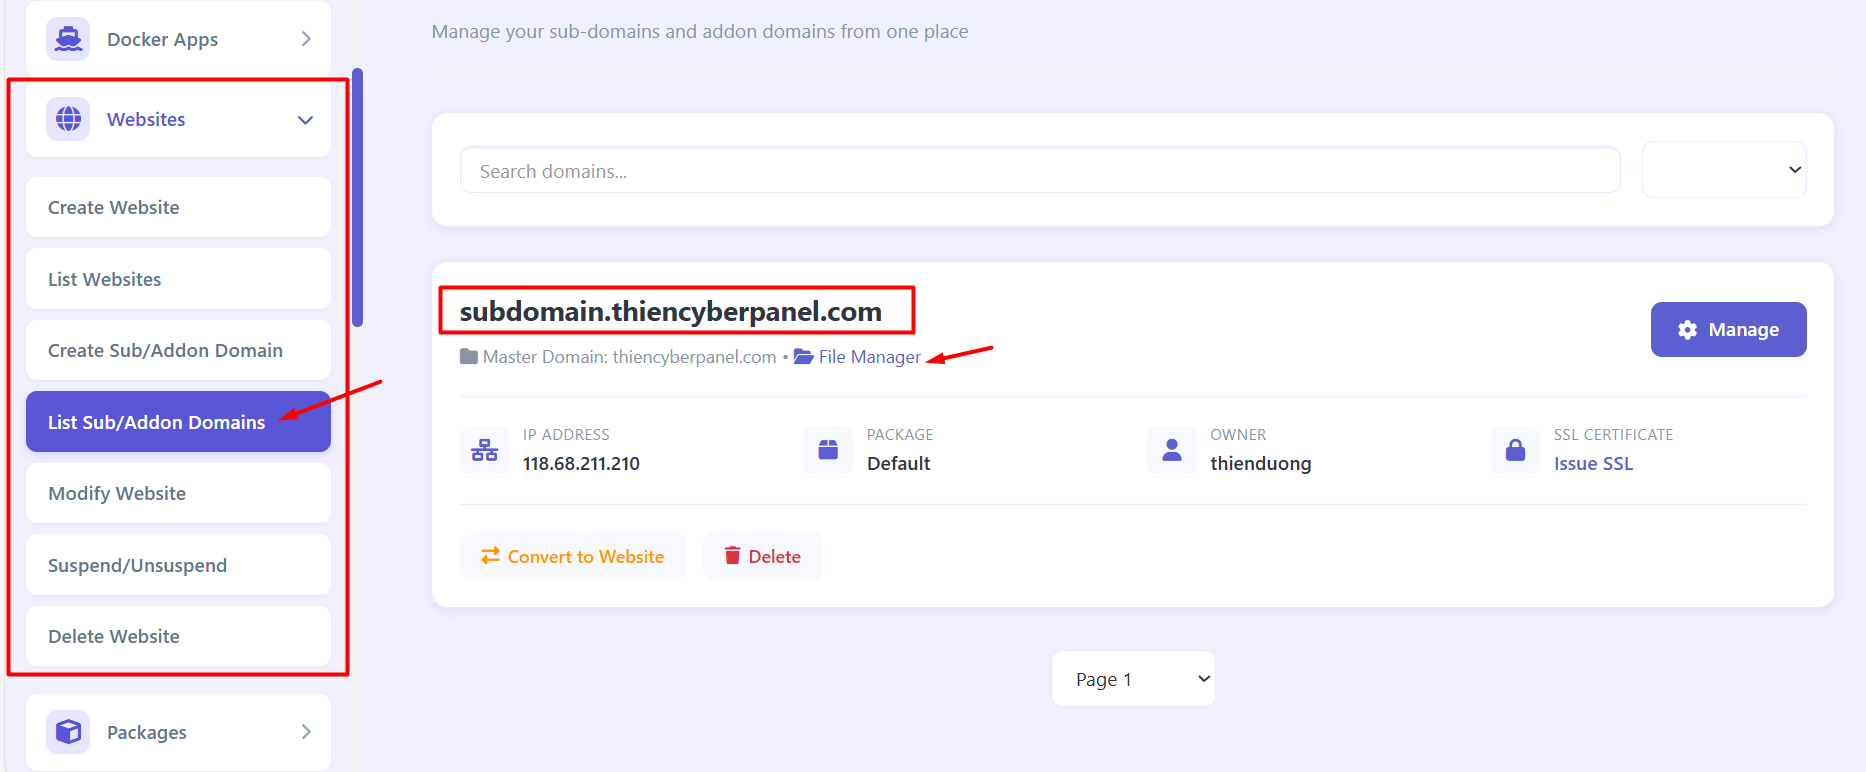 Docker Apps
Websites
Create Website
List Websites
Create Sub/Addon Domain
List Sub/Addon Domains
Modify Website
Suspend/Unsuspend
Delete Website
Packages
Manage your sub-domains and addon domains from one place
Search domains...
subdomain.thiencyberpanel.com
Master Domain: thiencyberpanel.com • File Manager
Manage
IP ADDRESS
118.68.211.210
PACKAGE
Default
OWNER
thienduong
SSL CERTIFICATE
Issue SSL
Convert to Website
Delete
Page 1